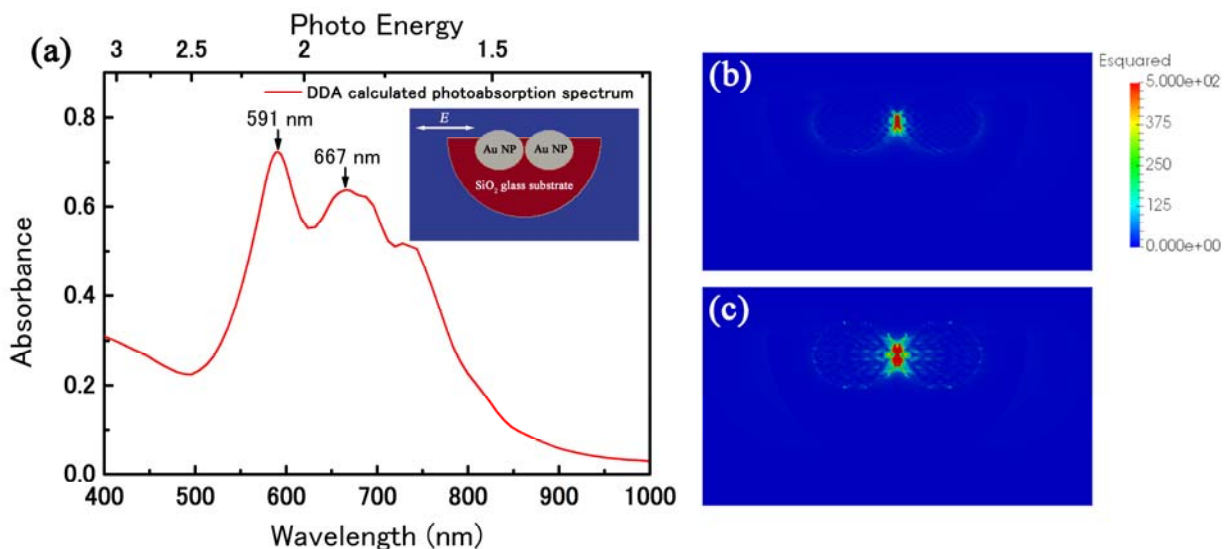 Photo Energy
(a)
3 2.5 2 1.5
DDA calculated photoabsorption spectrum
591 nm
667 nm
E
Au NP Au NP
SiO2 glass substrate
0.8
0.6
0.4
0.2
0.0
Absorbance
400 500 600 700 800 900 1000
Wavelength (nm)
(b)
Esquared
5.000e+02
375
250
125
0.000e+00
(c)